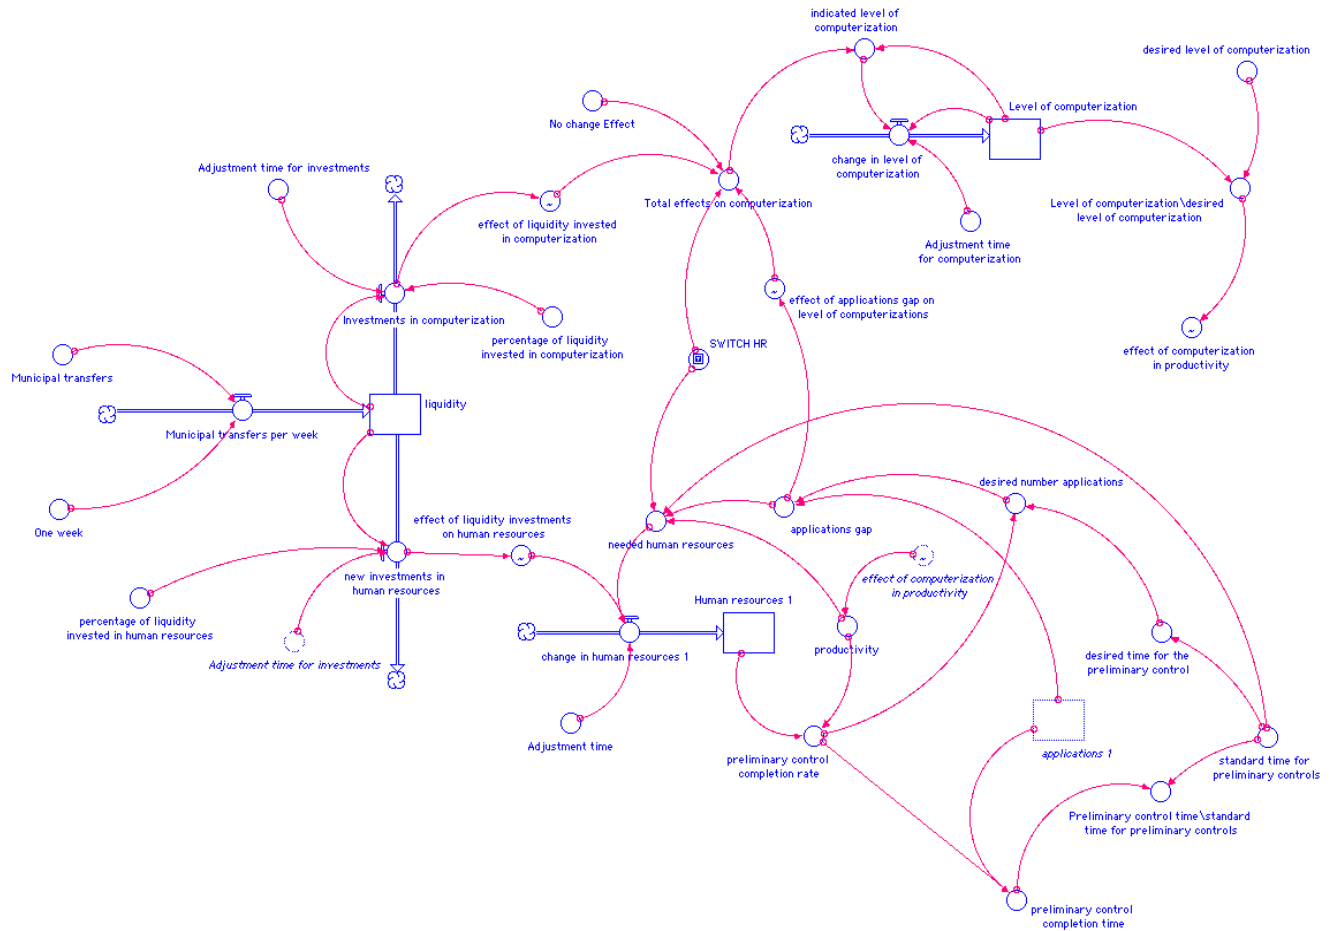 indicated level of
computerization
desired level of computerization
Level of computerization
No change Effect
change in level of
computerization
Adjustment time for investments
Total effects on computerization
Level of computerization\desired
level of computerization
effect of liquidity invested
in computerization
Adjustment time
for computerization
effect of applications gap on
level of computerizations
Investments in computerization
percentage of liquidity
invested in computerization
SWITCH HR
effect of computerization
in productivity
Municipal transfers
liquidity
Municipal transfers per week
desired number applications
effect of liquidity investments
on human resources
One week
applications gap
needed human resources
new investments in
human resources
effect of computerization
in productivity
Human resources 1
percentage of liquidity
invested in human resources
Adjustment time for investments
change in human resources 1
productivity
desired time for the
preliminary control
Adjustment time
preliminary control
completion rate
applications 1
standard time for
preliminary controls
Preliminary control time\standard
time for preliminary controls
preliminary control
completion time